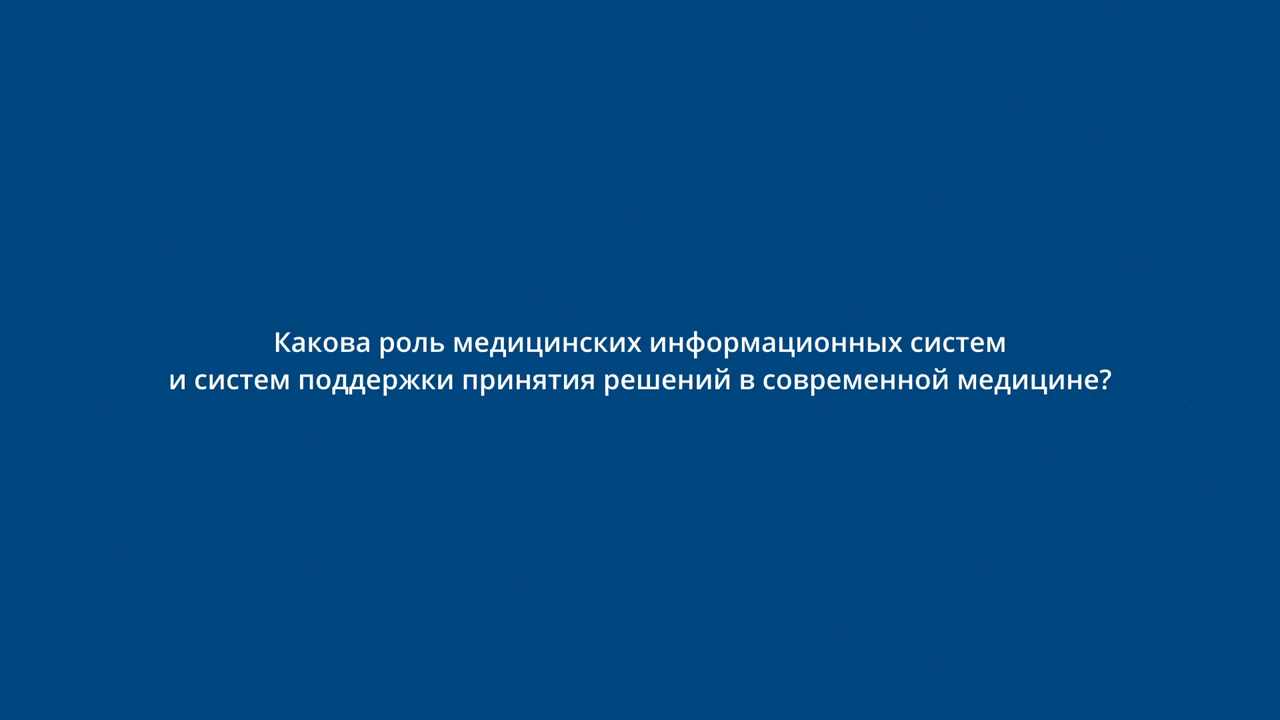 Какова роль медицинских информационных систем
и систем поддержки принятия решений в современной медицине?